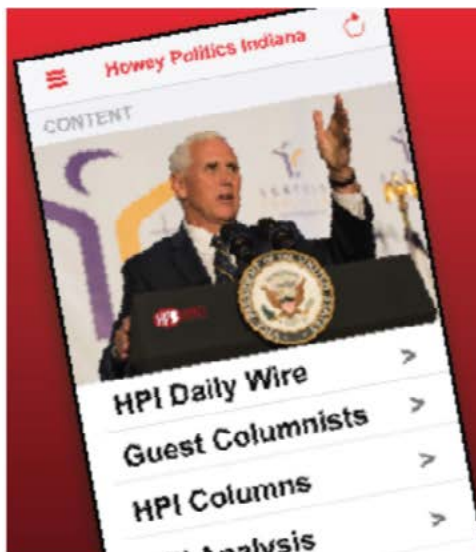 Howey Politics Indiana
CONTENT
HPI Daily Wire >
Guest Columnists >
HPI Columns >
Analysis >